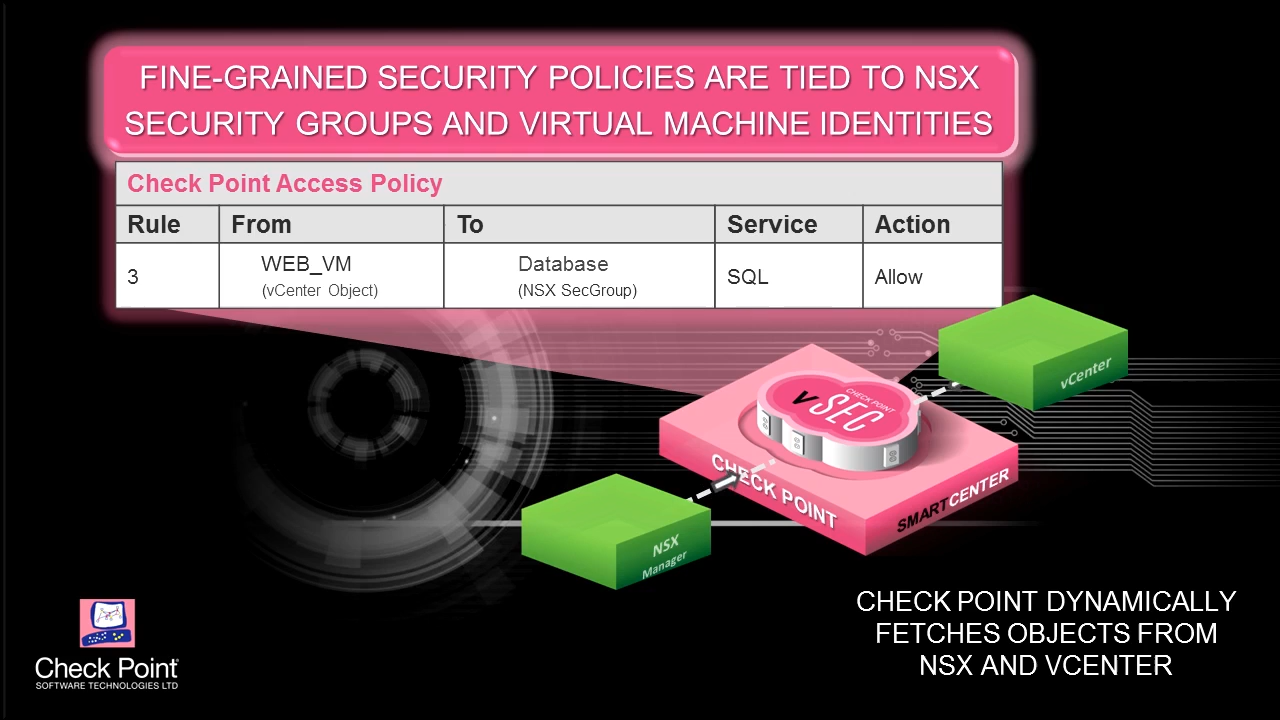 FINE-GRAINED SECURITY POLICIES ARE TIED TO NSX
SECURITY GROUPS AND VIRTUAL MACHINE IDENTITIES
Check Point Access Policy
Rule From To Service Action
3 WEB_VM (vCenter Object) Database (NSX SecGroup) SQL Allow
vCenter
CHECK POINT
vSEC
CHECK POINT
SMARTCENTER
NSX
Manager
CHECK POINT DYNAMICALLY
FETCHES OBJECTS FROM
NSX AND VCENTER
Check Point
SOFTWARE TECHNOLOGIES LTD